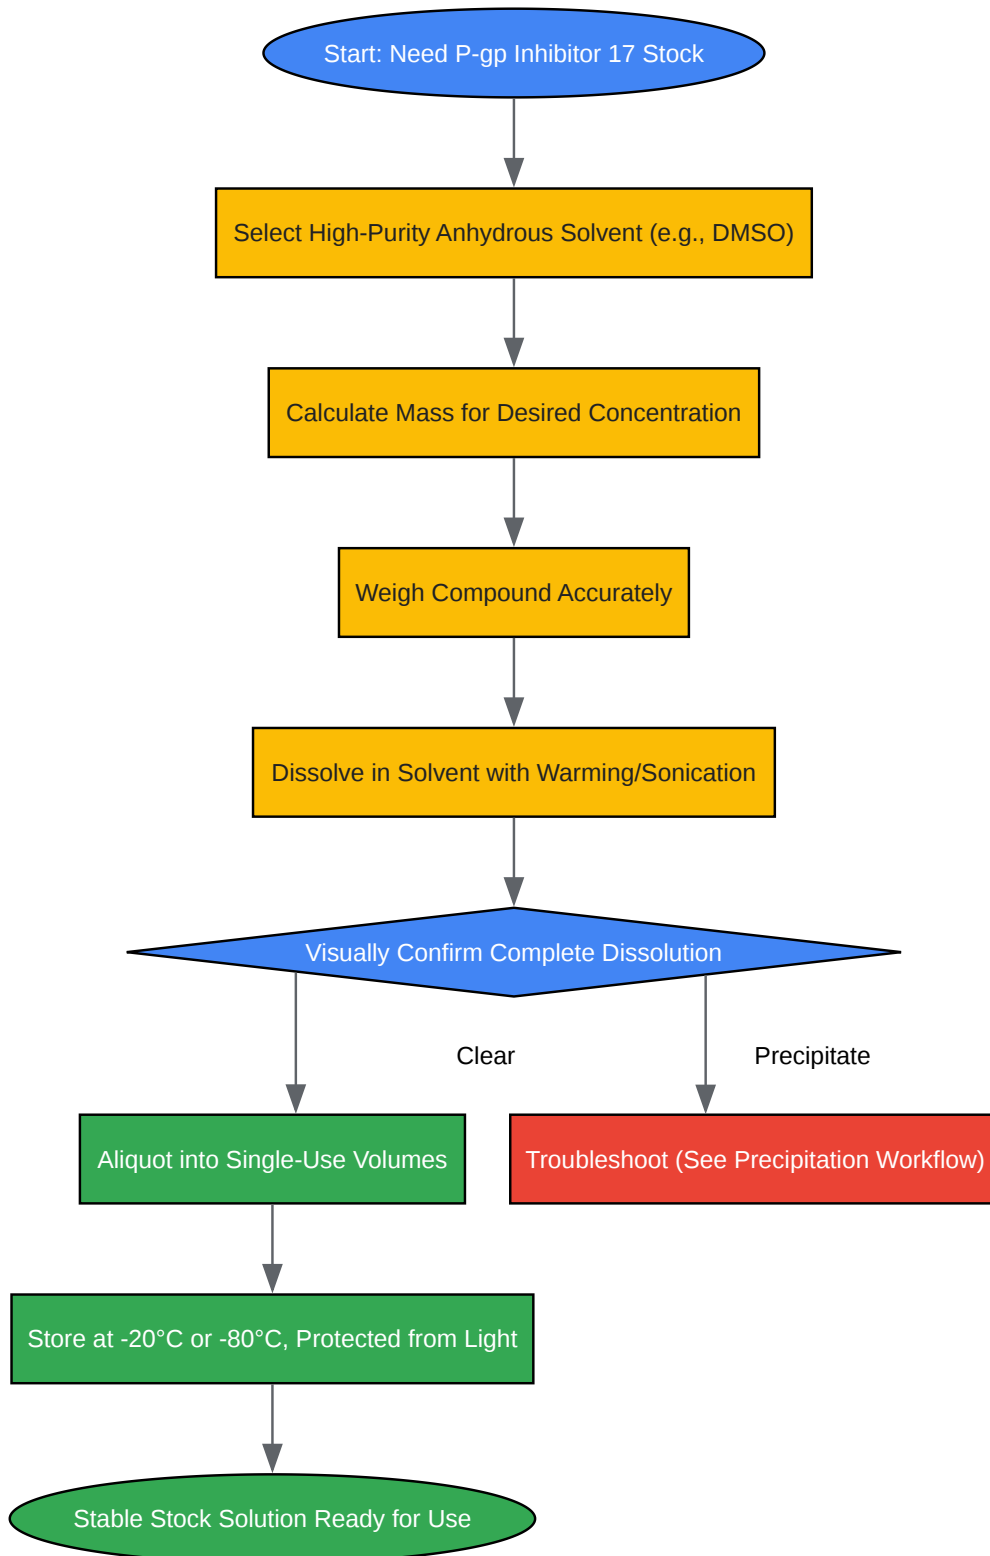 Start: Need P-gp Inhibitor 17 Stock
Select High-Purity Anhydrous Solvent (e.g., DMSO)
Calculate Mass for Desired Concentration
Weigh Compound Accurately
Dissolve in Solvent with Warming/Sonication
Visually Confirm Complete Dissolution
Clear
Precipitate
Aliquot into Single-Use Volumes
Troubleshoot (See Precipitation Workflow)
Store at -20°C or -80°C, Protected from Light
Stable Stock Solution Ready for Use